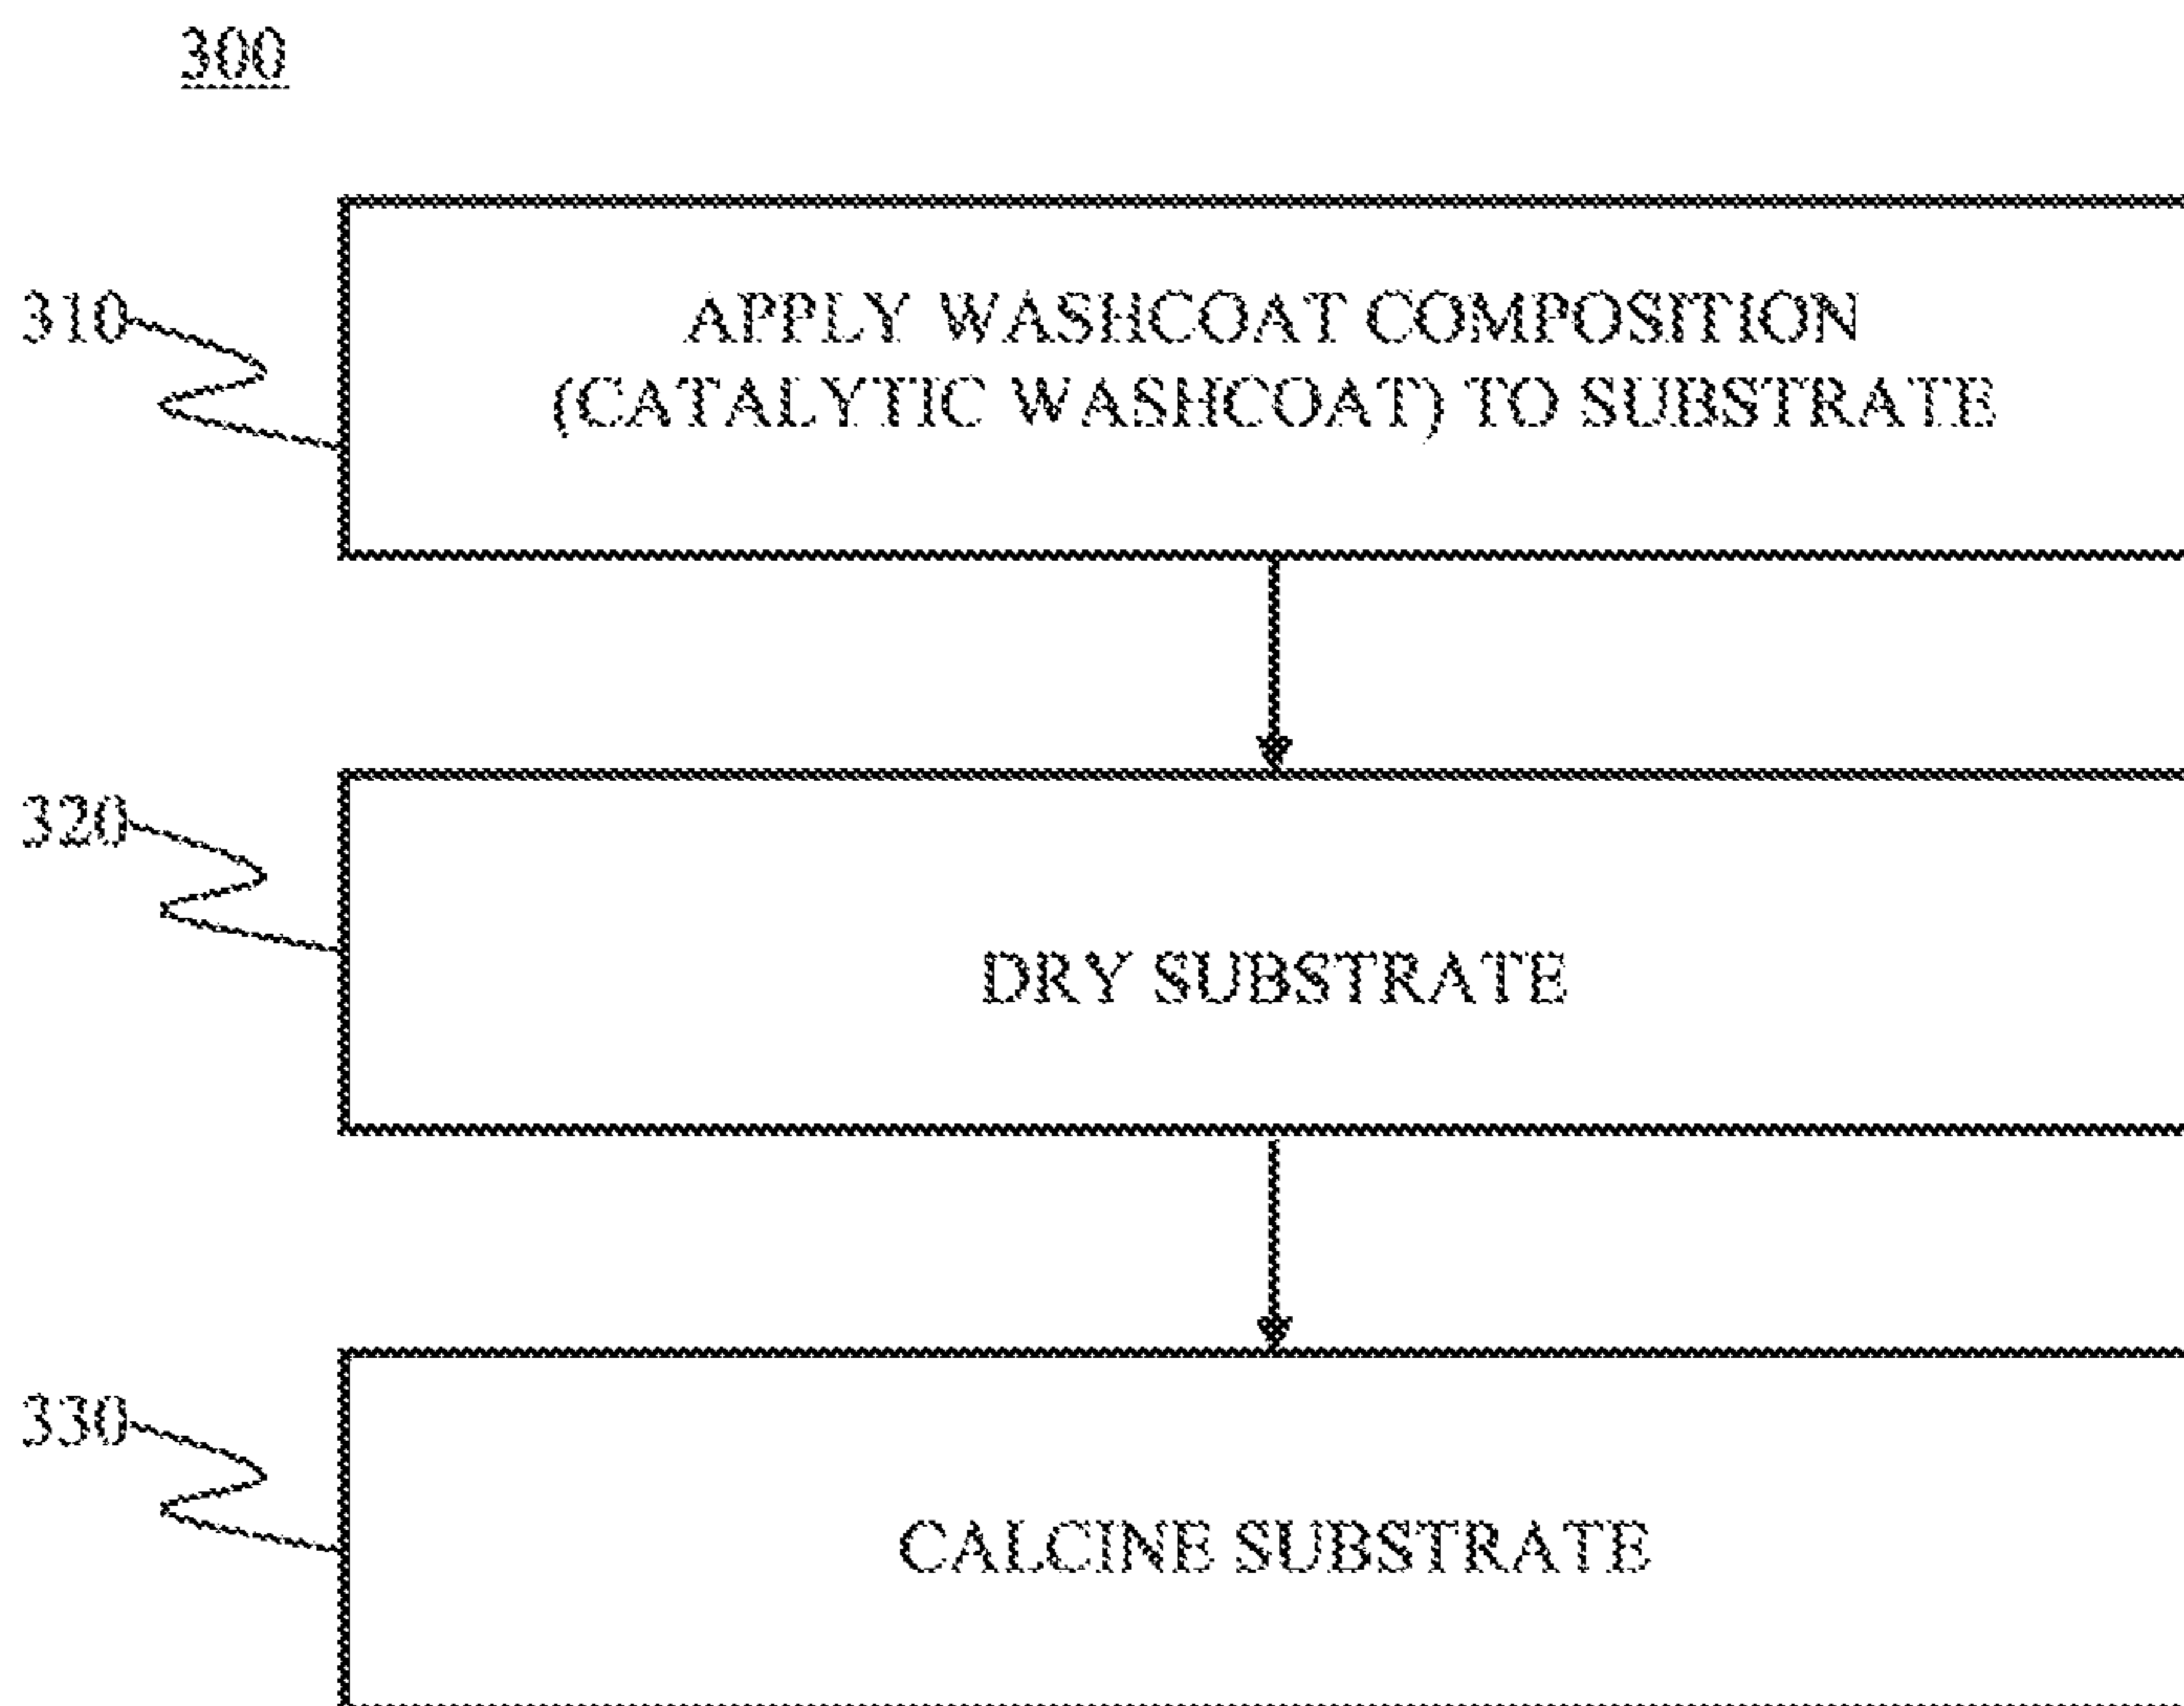 300
310
APPLY WASHCOAT COMPOSITION
(CATALYTIC WASHCOAT) TO SUBSTRATE
320
DRY SUBSTRATE
330
CALCINE SUBSTRATE